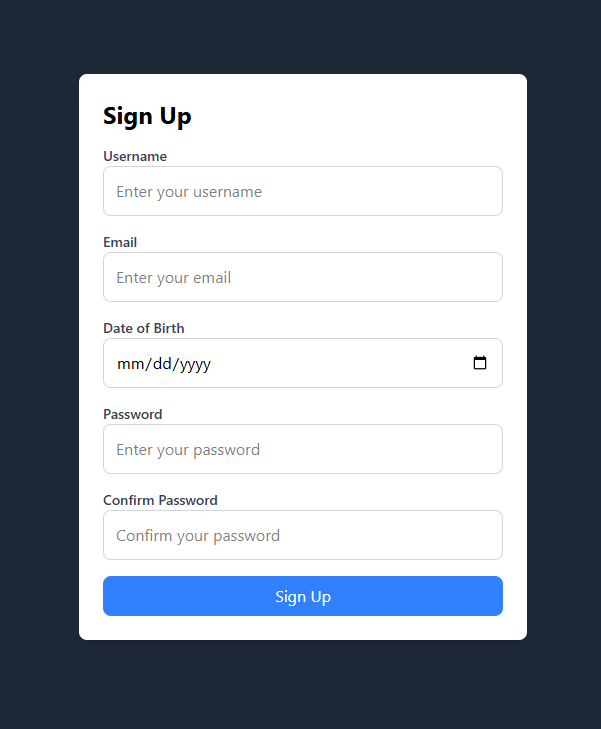 Sign Up
Username
Enter your username
Email
Enter your email
Date of Birth
mm/dd/yyyy
Password
Enter your password
Confirm Password
Confirm your password
Sign Up